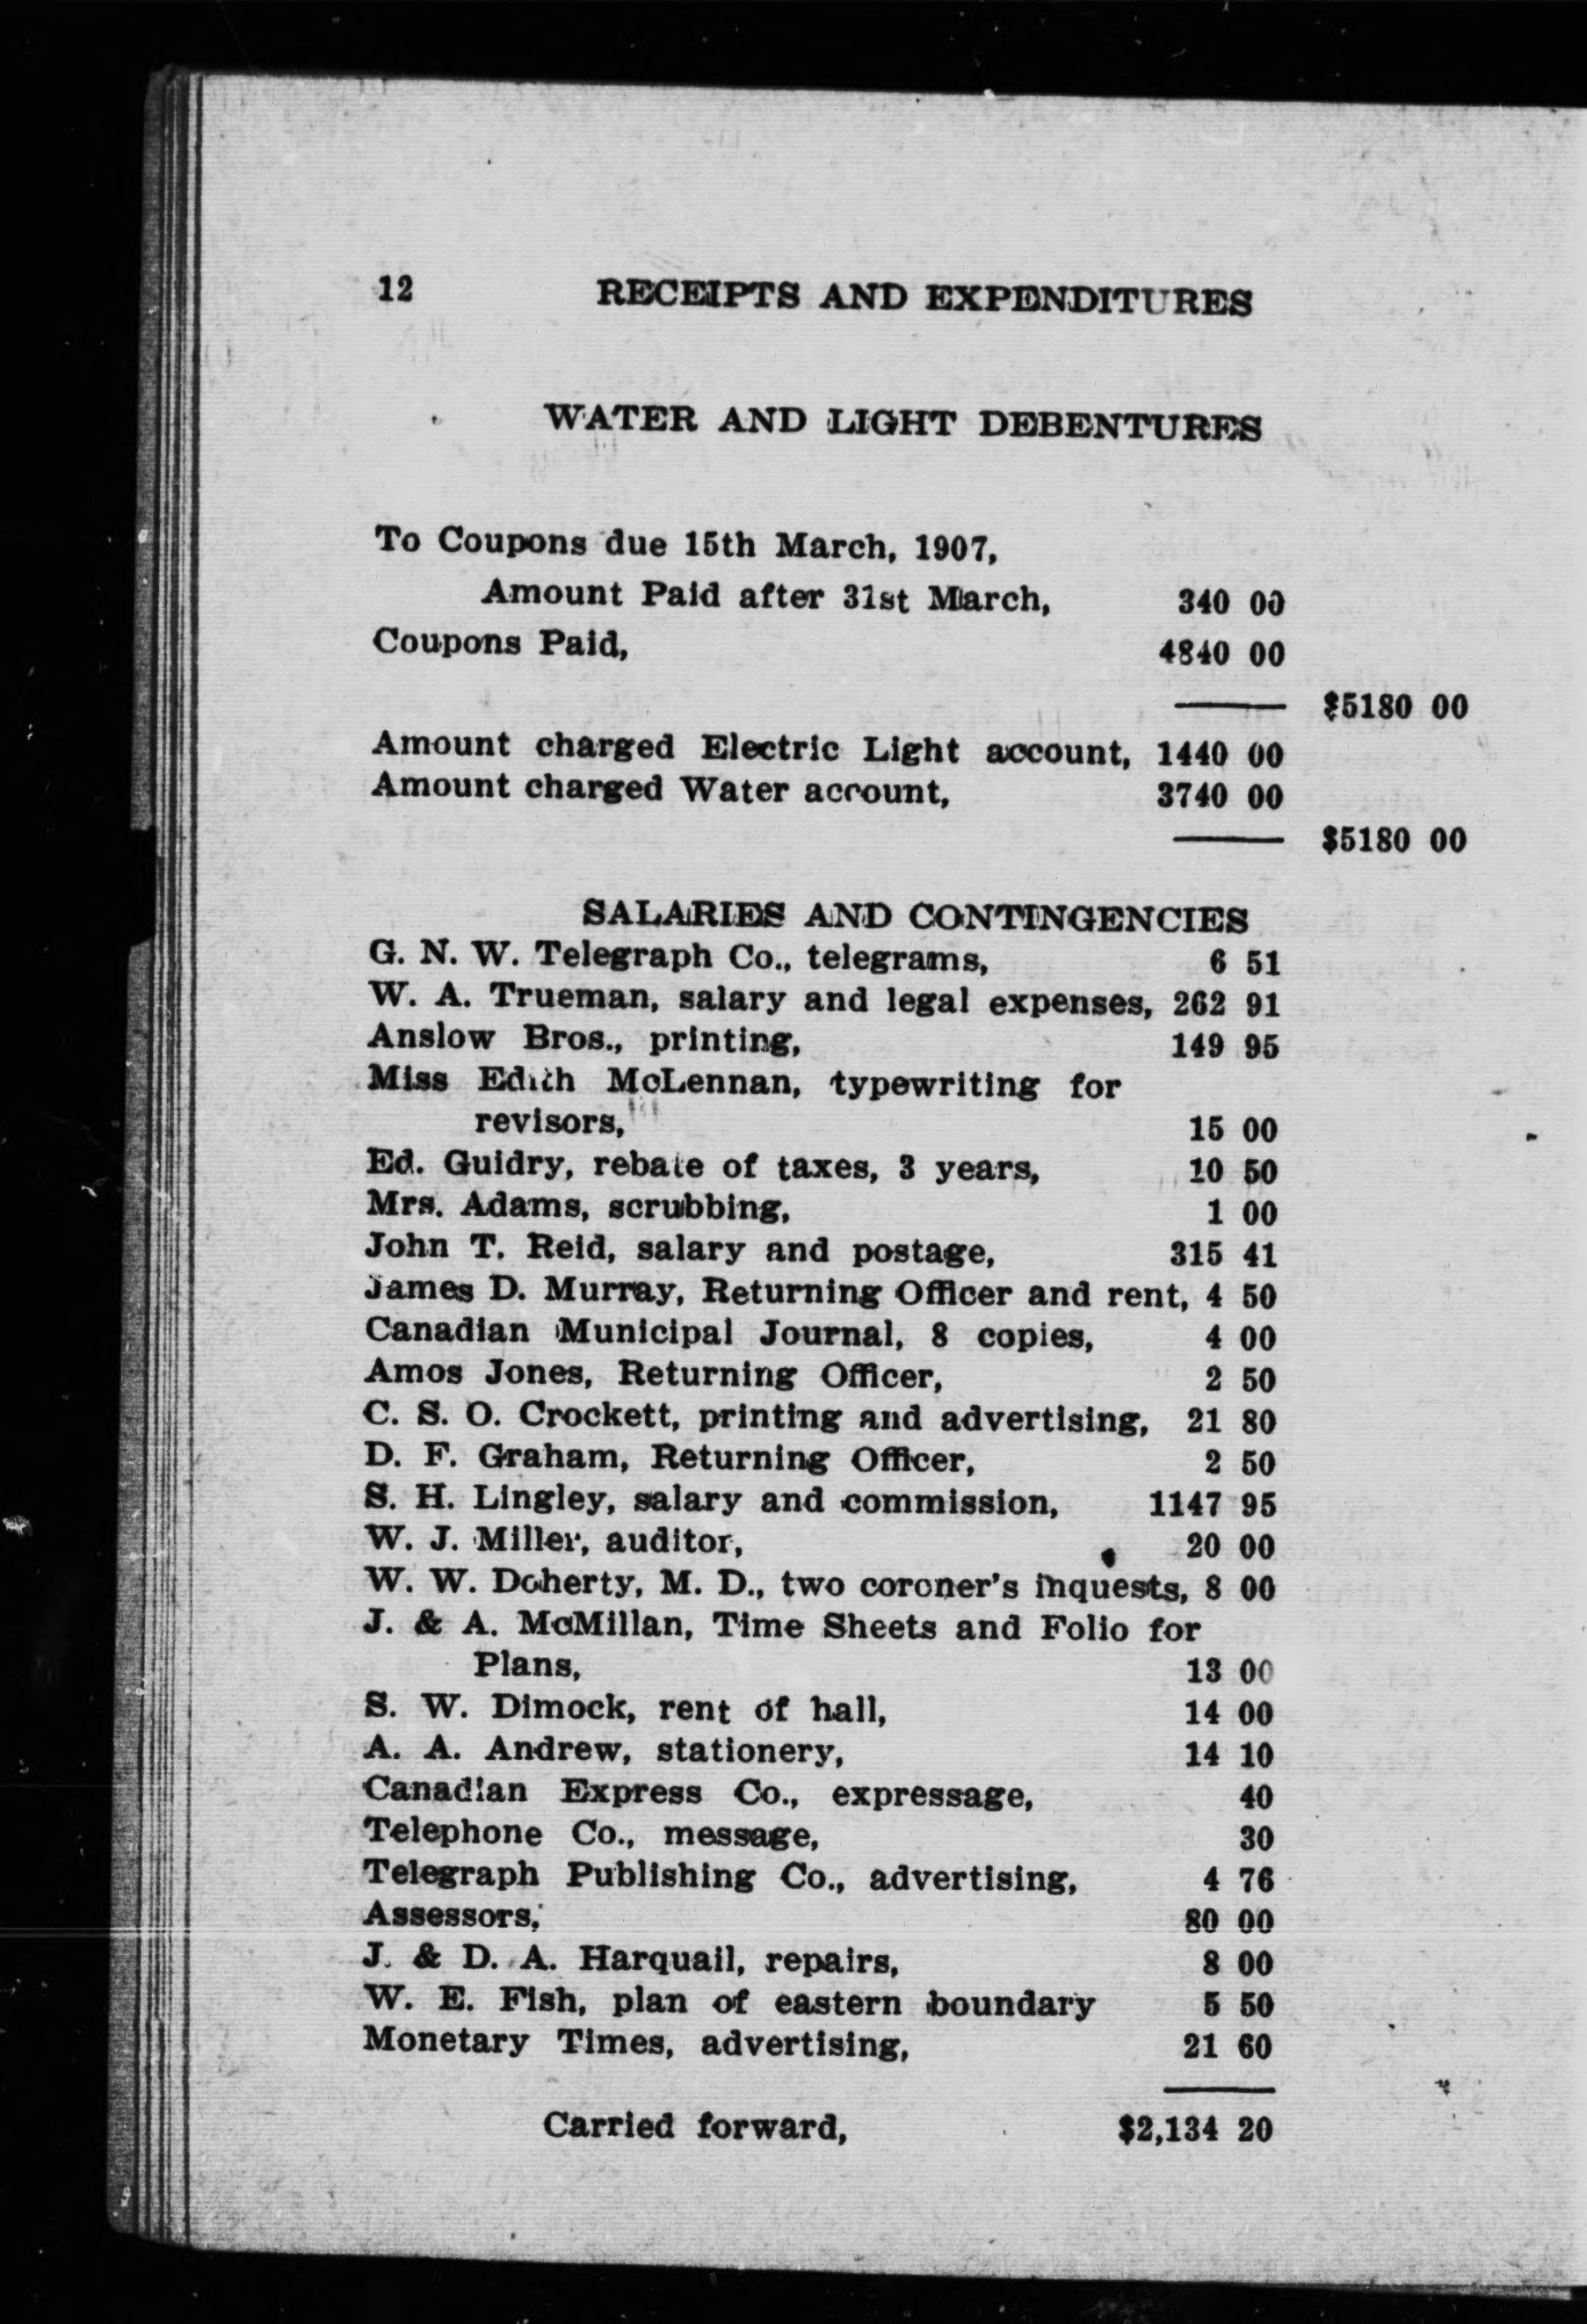 12 RECEIPTS AND EXPENDITURES
WATER AND LIGHT DEBENTURES
To Coupons due 15th March, 1907,
Amount Paid after 31st March, 340 00
Coupons Paid, 4840 00
$5180 00
Amount charged Electric Light account, 1440 00
Amount charged Water account, 3740 00
$5180 00
SALARIES AND CONTINGENCIES
G. N. W. Telegraph Co., telegrams, 6 51
W. A. Trueman, salary and legal expenses, 262 91
Anslow Bros., printing, 149 95
Miss Edith McLennan, typewriting for
revisors, 15 00
Ed. Guidry, rebate of taxes, 3 years, 10 50
Mrs. Adams, scrubbing, 1 00
John T. Reid, salary and postage, 315 41
James D. Murray, Returning Officer and rent, 4 50
Canadian Municipal Journal, 8 copies, 4 00
Amos Jones, Returning Officer, 2 50
C. S. O. Crockett, printing and advertising, 21 80
D. F. Graham, Returning Officer, 2 50
S. H. Lingley, salary and commission, 1147 95
W. J. Miller, auditor, 20 00
W. W. Doherty, M. D., two coroner's inquests, 8 00
J. & A. McMillan, Time Sheets and Folio for
Plans, 13 00
S. W. Dimock, rent of hall, 14 00
A. A. Andrew, stationery, 14 10
Canadian Express Co., expressage, 40
Telephone Co., message, 30
Telegraph Publishing Co., advertising, 4 76
Assessors, 80 00
J. & D. A. Harquail, repairs, 8 00
W. E. Fish, plan of eastern boundary 5 50
Monetary Times, advertising, 21 60
Carried forward, $2,134 20